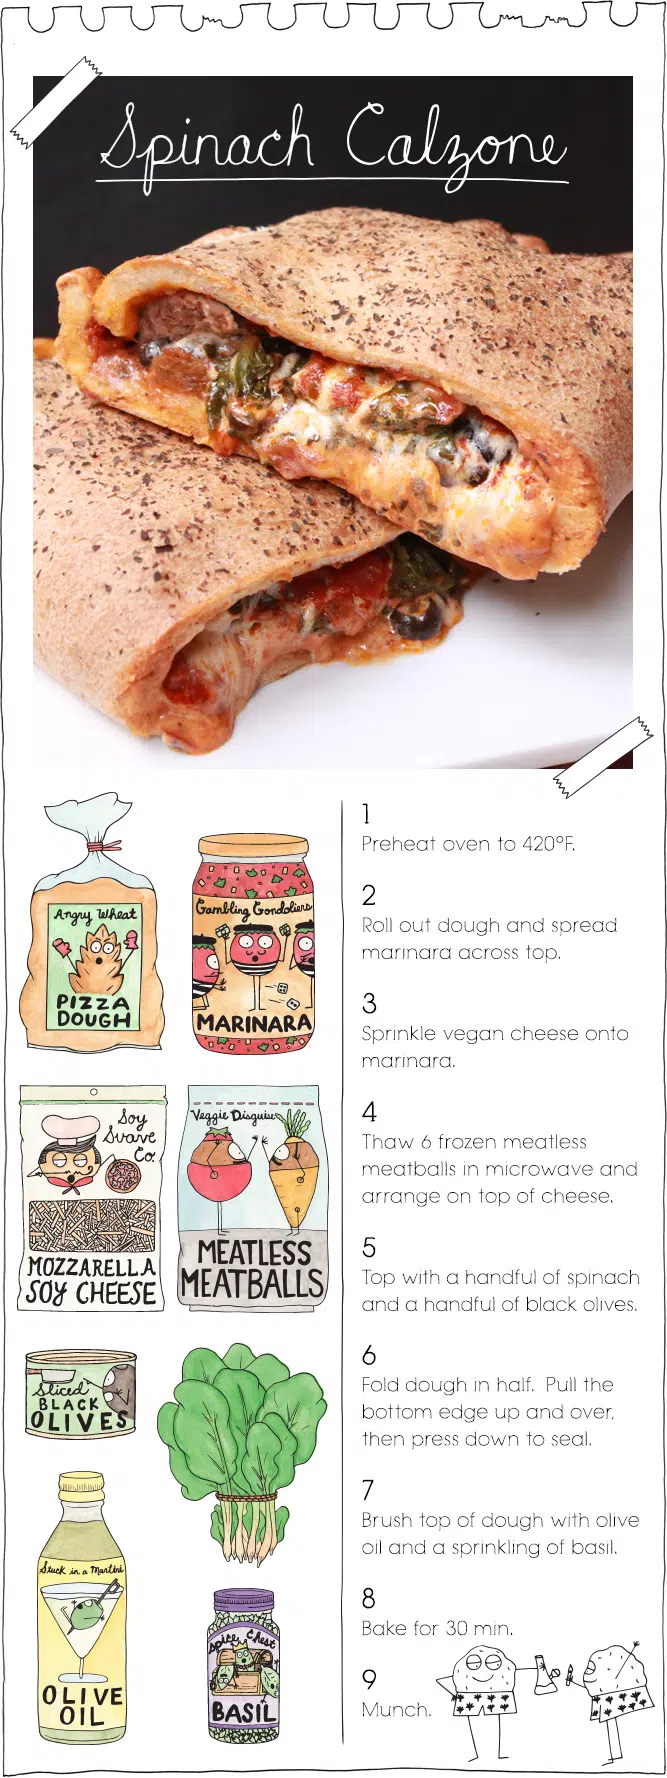 Spinach Calzone
Angry Wheat
PIZZA
DOUGH
Gambling Gondoliers
MARINARA
Soy
Suave
Co.
MOZZARELLA
SOY CHEESE
Veggie Disguise
MEATLESS
MEATBALLS
Sliced
BLACK
OLIVES
Stuck in a Martini
OLIVE
OIL
Spice Chest
BASIL
1
Preheat oven to 420°F.
2
Roll out dough and spread
marinara across top.
3
Sprinkle vegan cheese onto
marinara.
4
Thaw 6 frozen meatless
meatballs in microwave and
arrange on top of cheese.
5
Top with a handful of spinach
and a handful of black olives.
6
Fold dough in half. Pull the
bottom edge up and over,
then press down to seal.
7
Brush top of dough with olive
oil and a sprinkling of basil.
8
Bake for 30 min.
9
Munch.